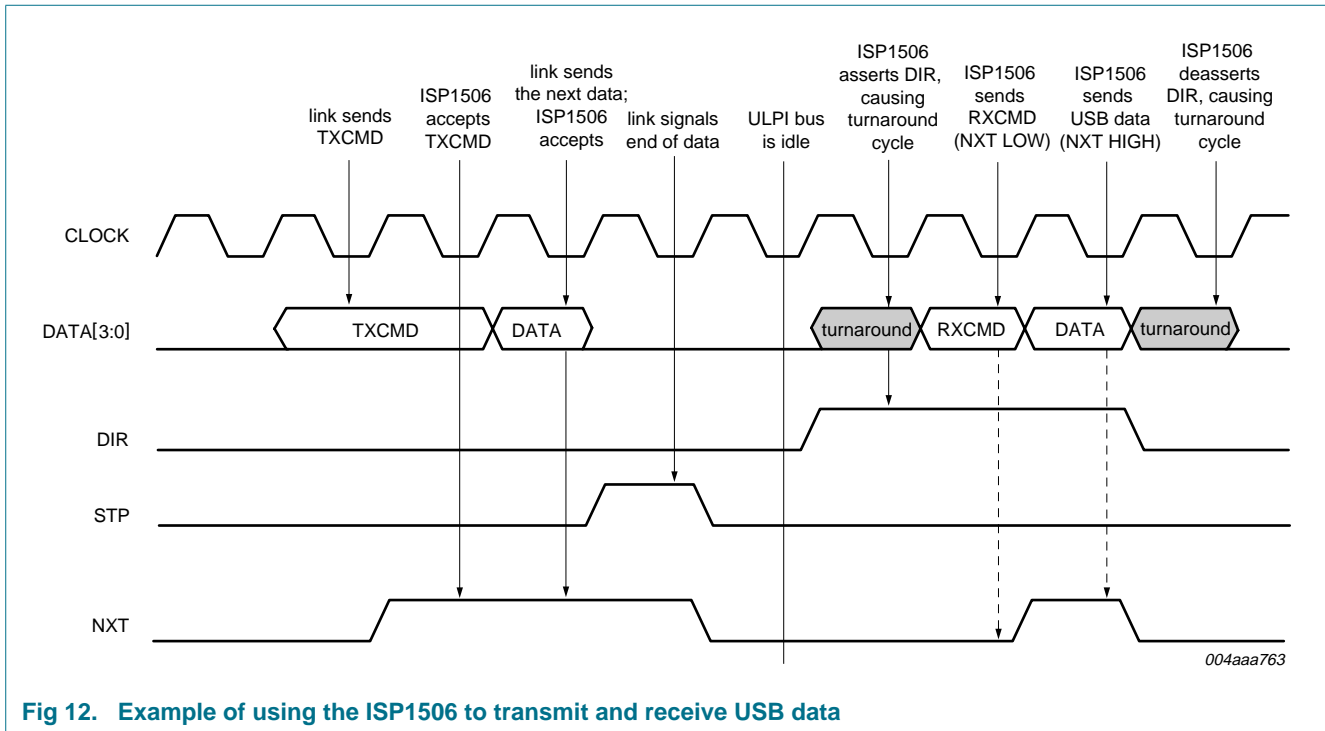 link sends
TXCMD
ISP1506
accepts
TXCMD
link sends
the next data;
ISP1506
accepts
link signals
end of data
ULPI bus
is idle
ISP1506
asserts DIR,
causing
turnaround
cycle
ISP1506
sends
RXCMD
(NXT LOW)
ISP1506
sends
USB data
(NXT HIGH)
ISP1506
deasserts
DIR, causing
turnaround
cycle
CLOCK
DATA[3:0]
TXCMD
DATA
turnaround
RXCMD
DATA
turnaround
DIR
STP
NXT
004aaa763
Fig 12. Example of using the ISP1506 to transmit and receive USB data